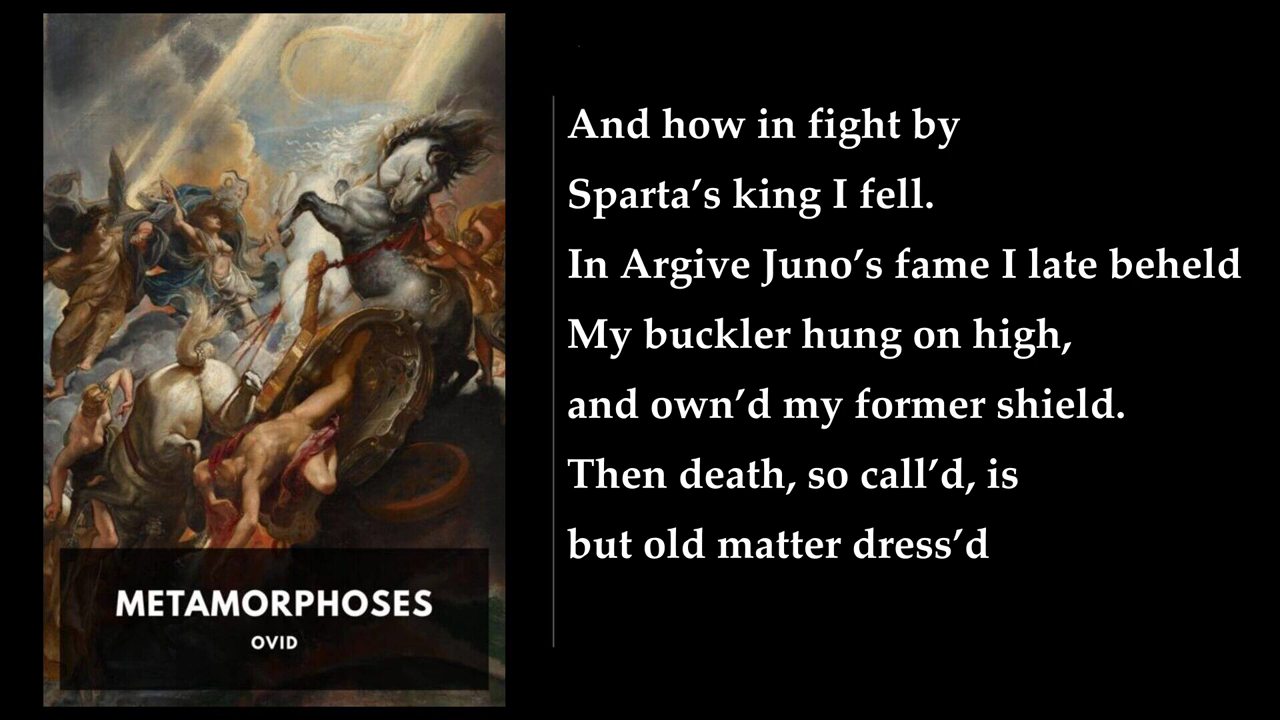 METAMORPHOSES
OVID
And how in fight by
Sparta’s king I fell.
In Argive Juno’s fame I late beheld
My buckler hung on high,
and own’d my former shield.
Then death, so call’d, is
but old matter dress’d